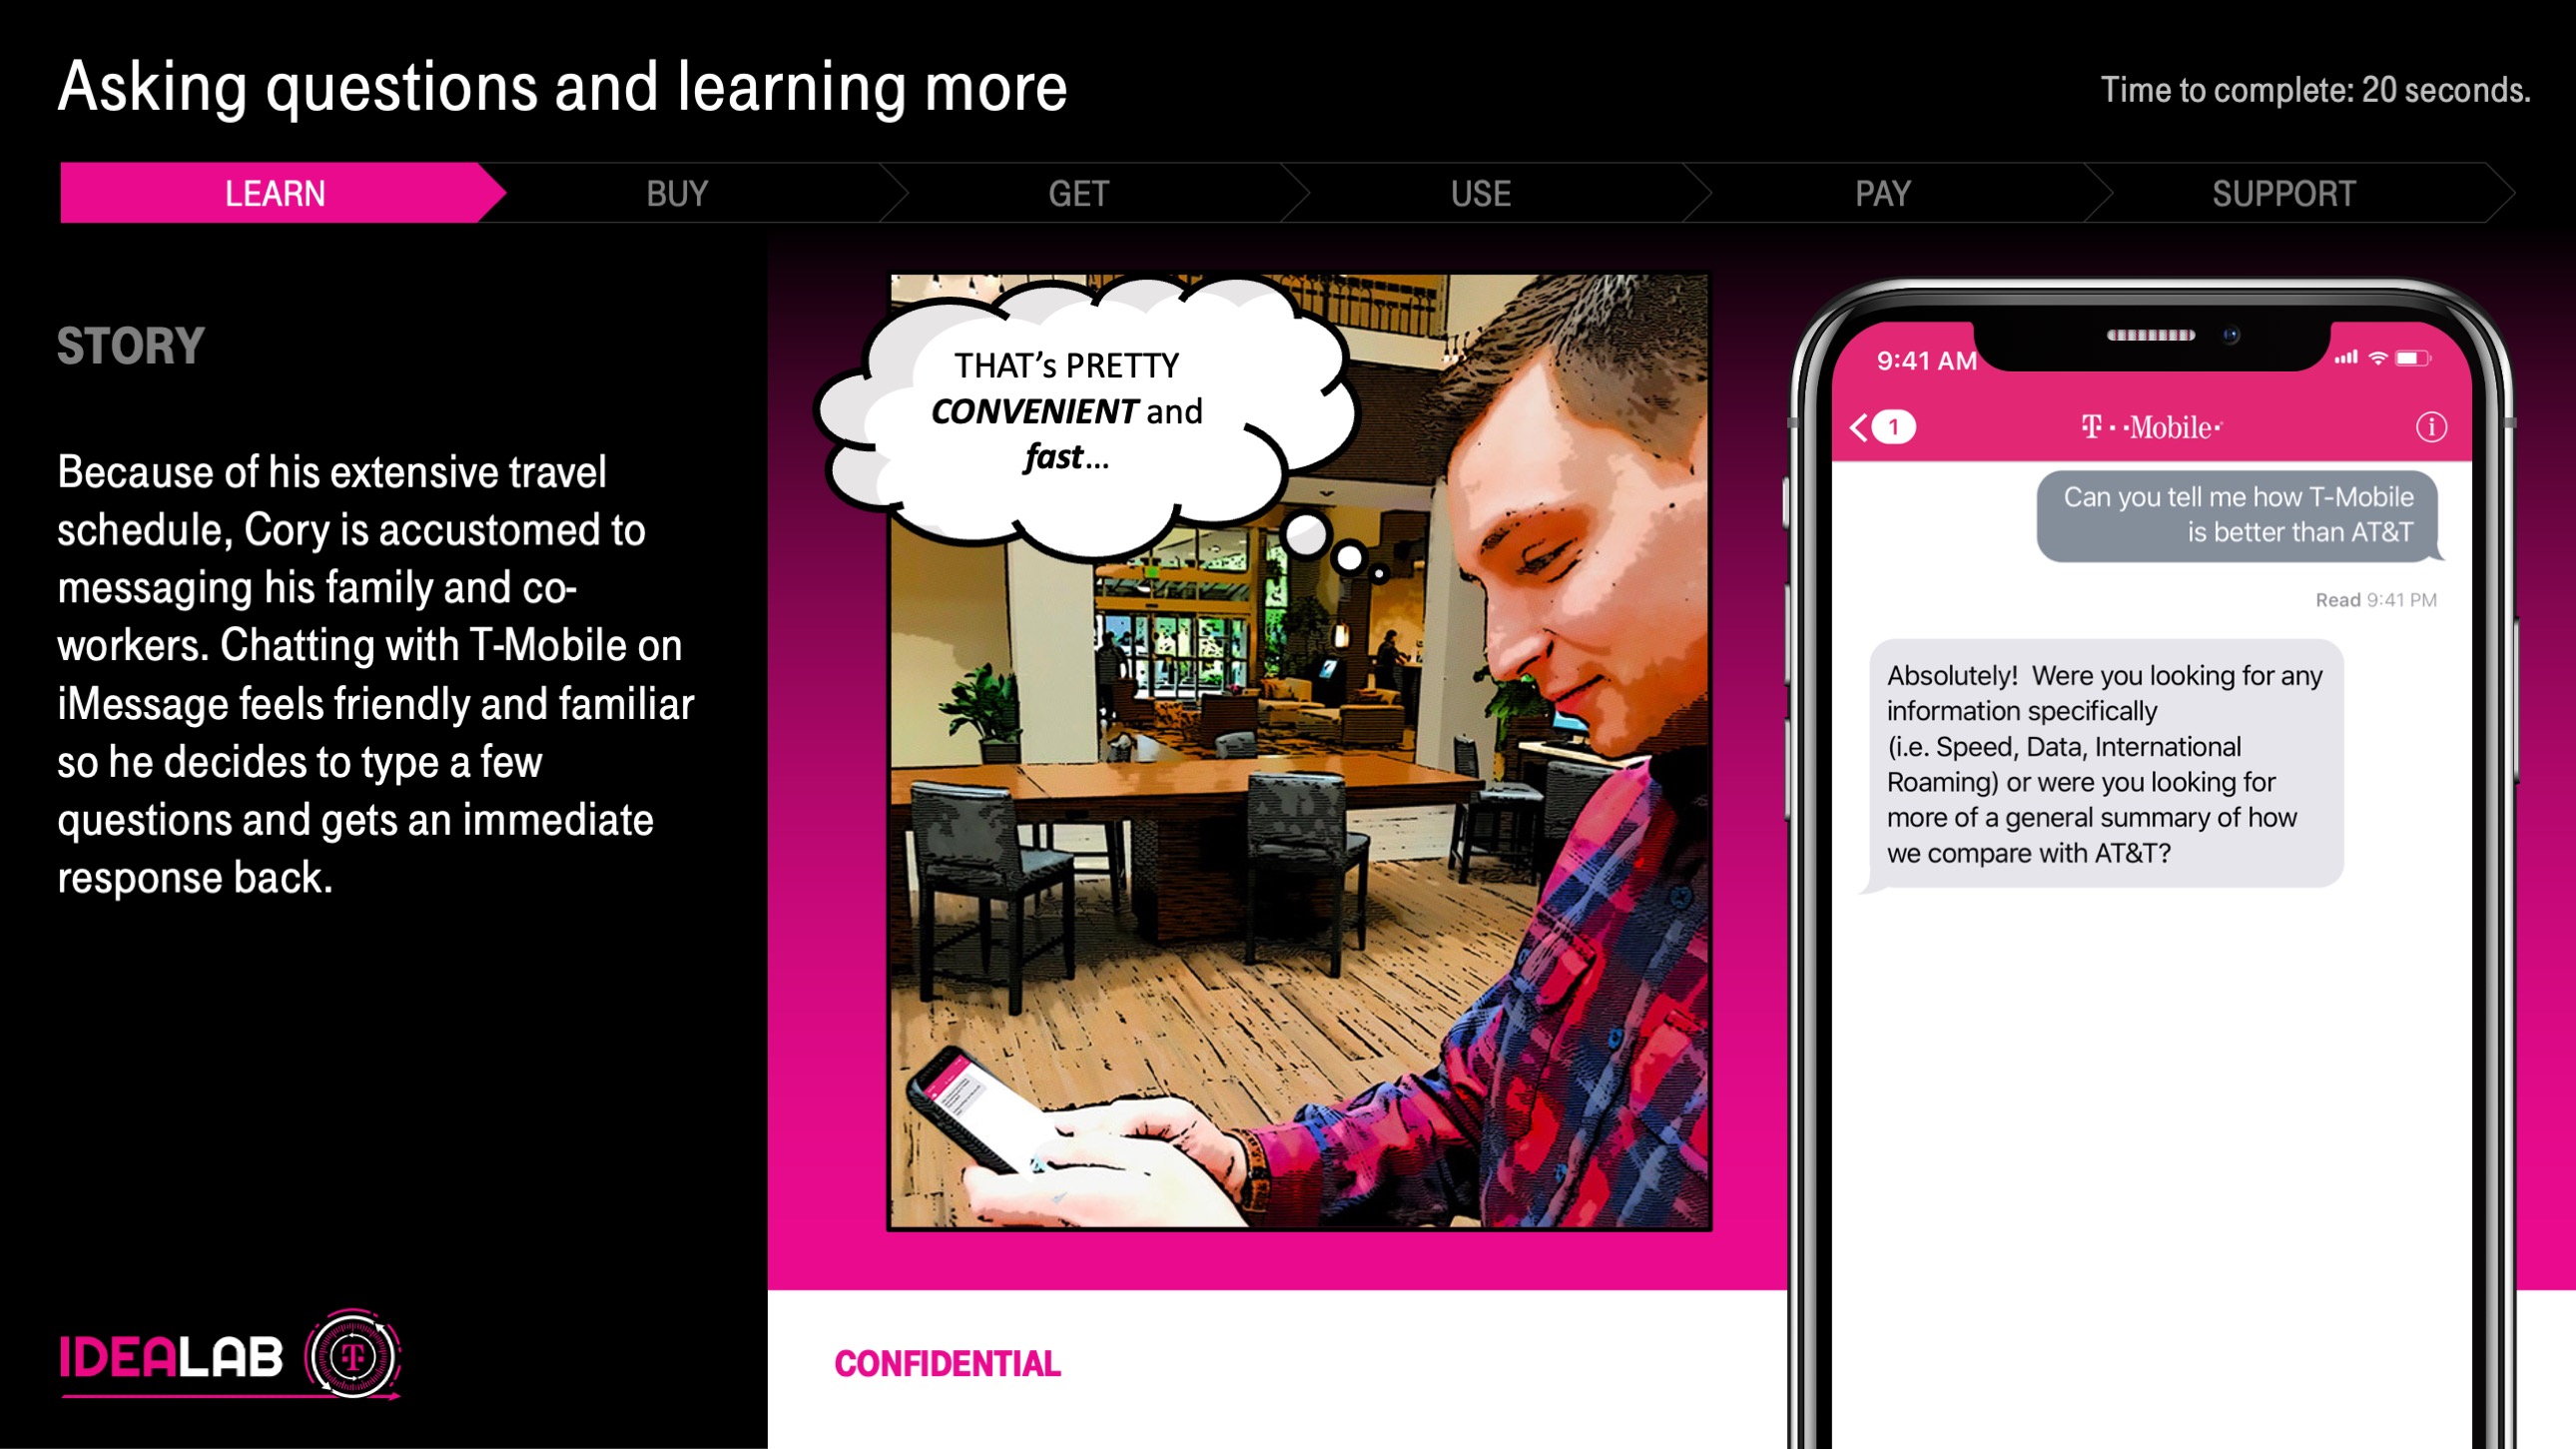 Asking questions and learning more
Time to complete: 20 seconds.
LEARN
BUY
GET
USE
PAY
SUPPORT
STORY
Because of his extensive travel
schedule, Cory is accustomed to
messaging his family and co-
workers. Chatting with T-Mobile on
iMessage feels friendly and familiar
so he decides to type a few
questions and gets an immediate
response back.
THAT's PRETTY
CONVENIENT and
fast...
9:41 AM
1
T··Mobile·
Can you tell me how T-Mobile
is better than AT&T
Read 9:41 PM
Absolutely!  Were you looking for any
information specifically
(i.e. Speed, Data, International
Roaming) or were you looking for
more of a general summary of how
we compare with AT&T?
IDEALAB
T
CONFIDENTIAL